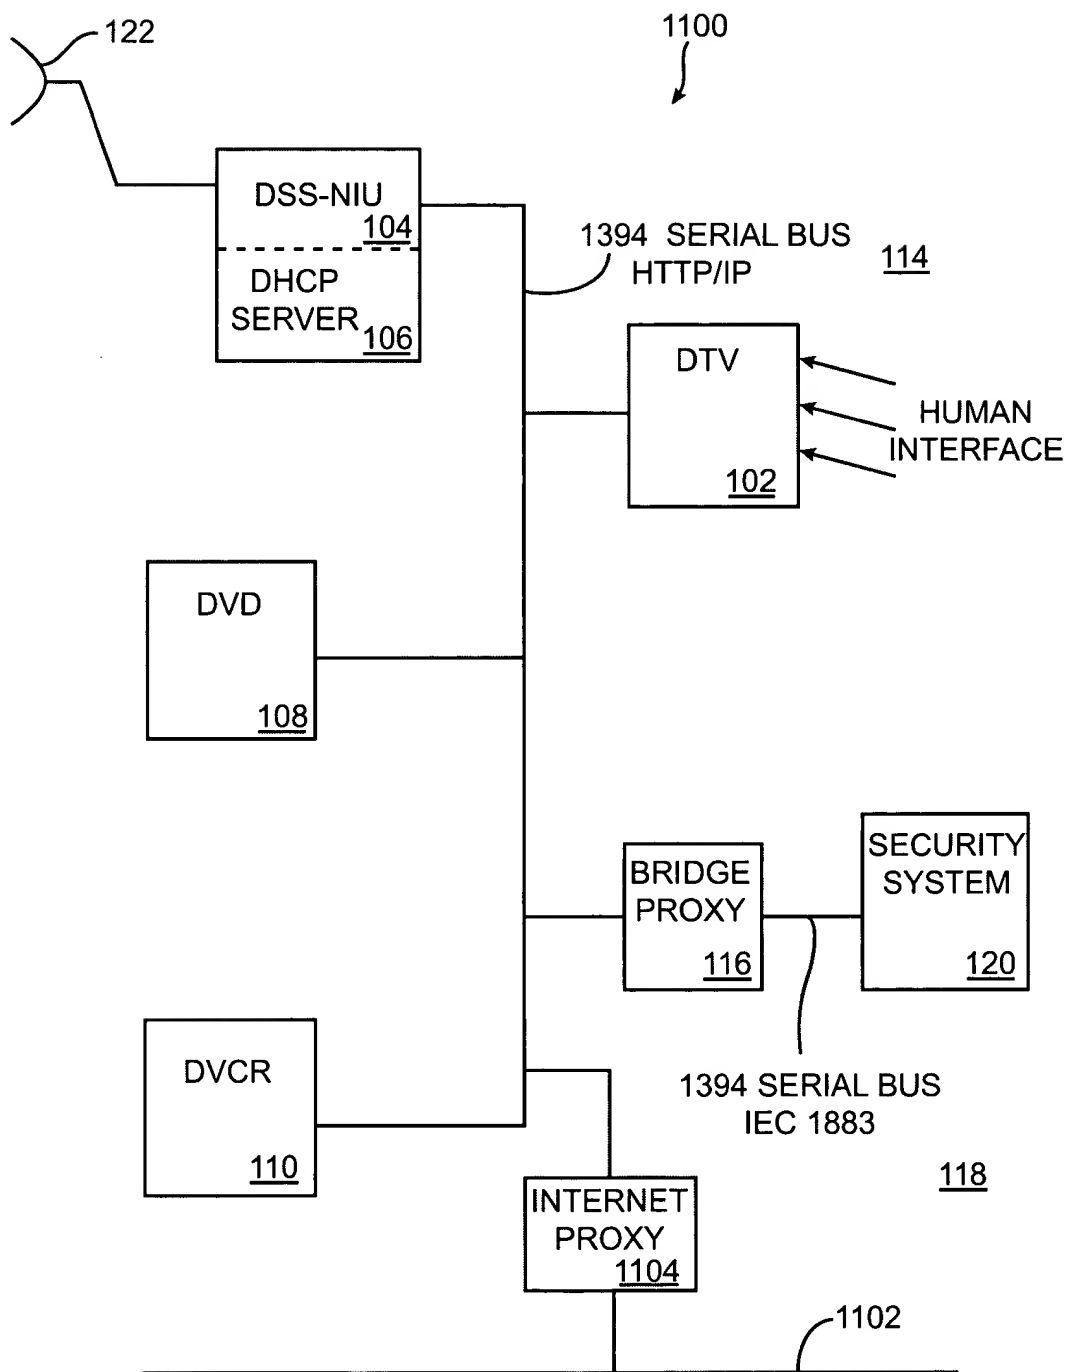 122
1100
DSS-NIU
104
DHCP
SERVER
106
1394 SERIAL BUS
HTTP/IP
114
DTV
102
HUMAN
INTERFACE
DVD
108
BRIDGE
PROXY
116
SECURITY
SYSTEM
120
1394 SERIAL BUS
IEC 1883
118
DVCR
110
INTERNET
PROXY
1104
1102